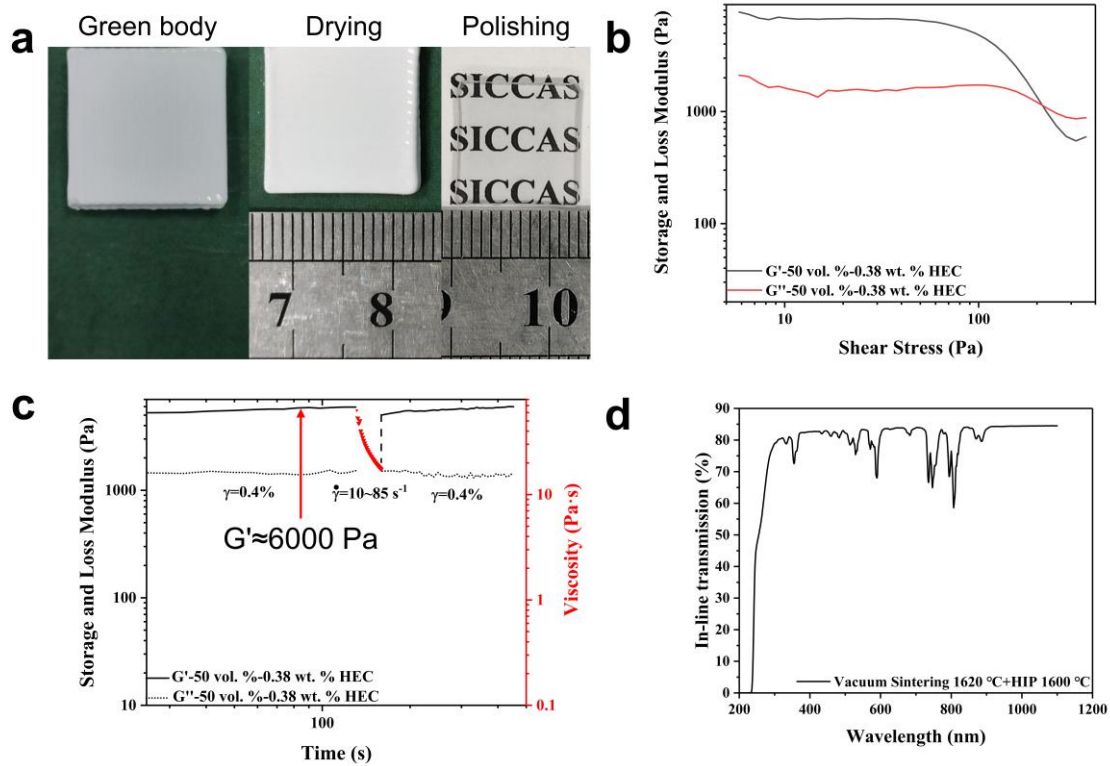 a
Green body
Drying
Polishing
SICCAS
SICCAS
SICCAS
7
8
10
b
Storage and Loss Modulus (Pa)
1000
100
G'-50 vol. %-0.38 wt. % HEC
G''-50 vol. %-0.38 wt. % HEC
10
100
Shear Stress (Pa)
c
Storage and Loss Modulus (Pa)
1000
100
10
γ=0.4%
γ̇=10~85 s⁻¹
γ=0.4%
G'≈6000 Pa
G'-50 vol. %-0.38 wt. % HEC
G''-50 vol. %-0.38 wt. % HEC
10
1
0.1
Viscosity (Pa·s)
100
Time (s)
d
In-line transmission (%)
90
80
70
60
50
40
30
20
10
0
Vacuum Sintering 1620 ℃+HIP 1600 ℃
200
400
600
800
1000
1200
Wavelength (nm)